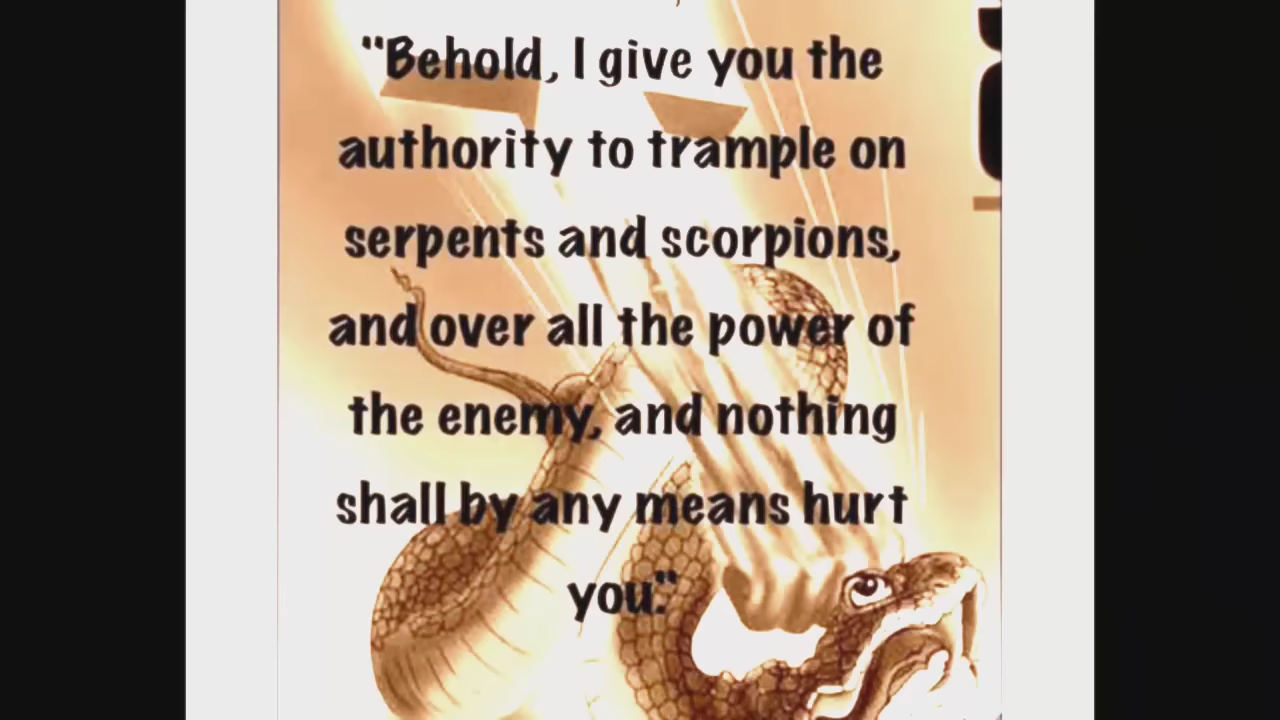 "Behold, I give you the
authority to trample on
serpents and scorpions,
and over all the power of
the enemy, and nothing
shall by any means hurt
you."